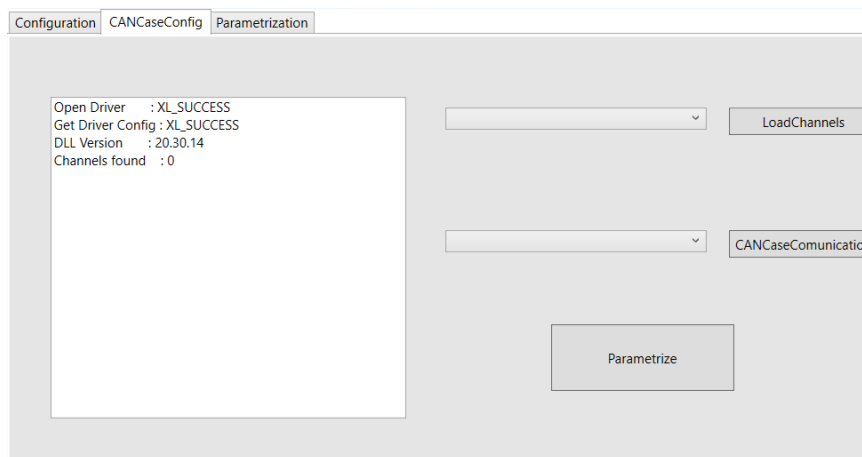 Configuration CANCaseConfig Parametrization
Open Driver : XL_SUCCESS
Get Driver Config : XL_SUCCESS
DLL Version : 20.30.14
Channels found : 0
LoadChannels
CANCaseComunicatio
Parametrize